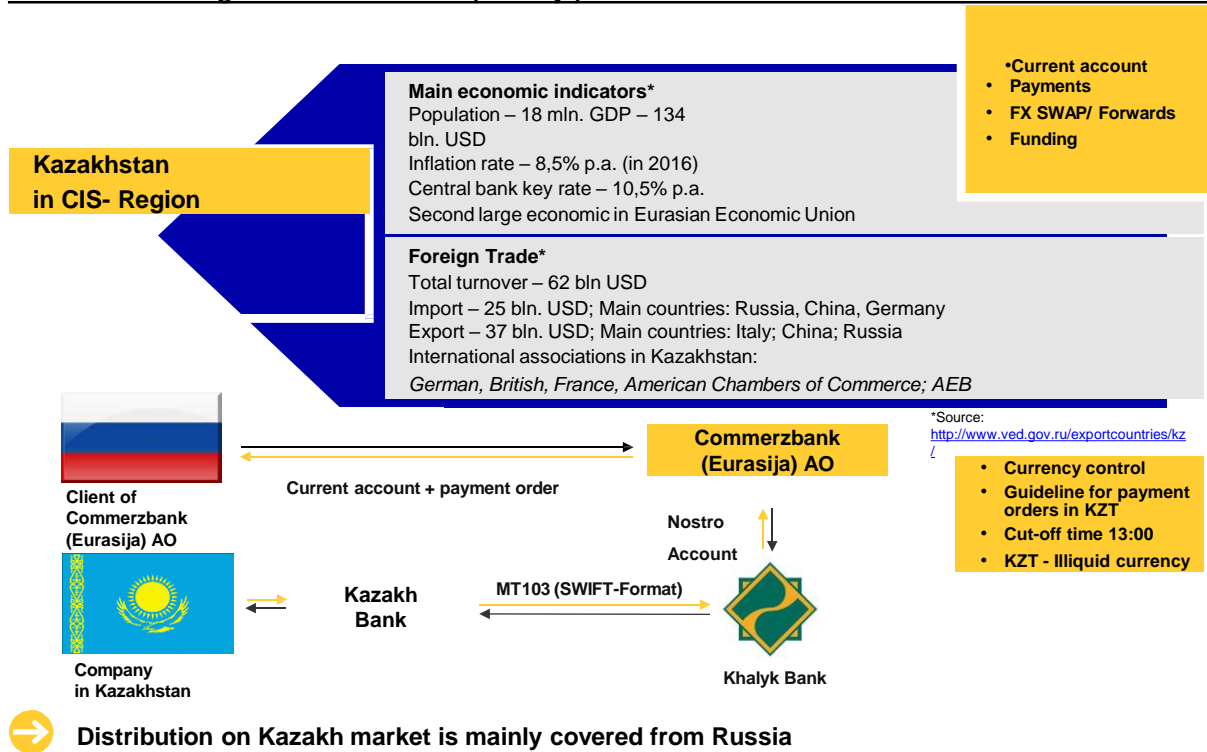 Kazakhstan
in CIS- Region
Main economic indicators*
Population – 18 mln. GDP – 134
bln. USD
Inflation rate – 8,5% p.a. (in 2016)
Central bank key rate – 10,5% p.a.
Second large economic in Eurasian Economic Union
•Current account
• Payments
• FX SWAP/ Forwards
• Funding
Foreign Trade*
Total turnover – 62 bln USD
Import – 25 bln. USD; Main countries: Russia, China, Germany
Export – 37 bln. USD; Main countries: Italy; China; Russia
International associations in Kazakhstan:
German, British, France, American Chambers of Commerce; AEB
*Source:
http://www.ved.gov.ru/exportcountries/kz
/
Commerzbank
(Eurasija) AO
Current account + payment order
Client of
Commerzbank
(Eurasija) AO
• Currency control
• Guideline for payment
orders in KZT
• Cut-off time 13:00
• KZT - Illiquid currency
Nostro
Account
Kazakh
Bank
MT103 (SWIFT-Format)
Khalyk Bank
Company
in Kazakhstan
Distribution on Kazakh market is mainly covered from Russia